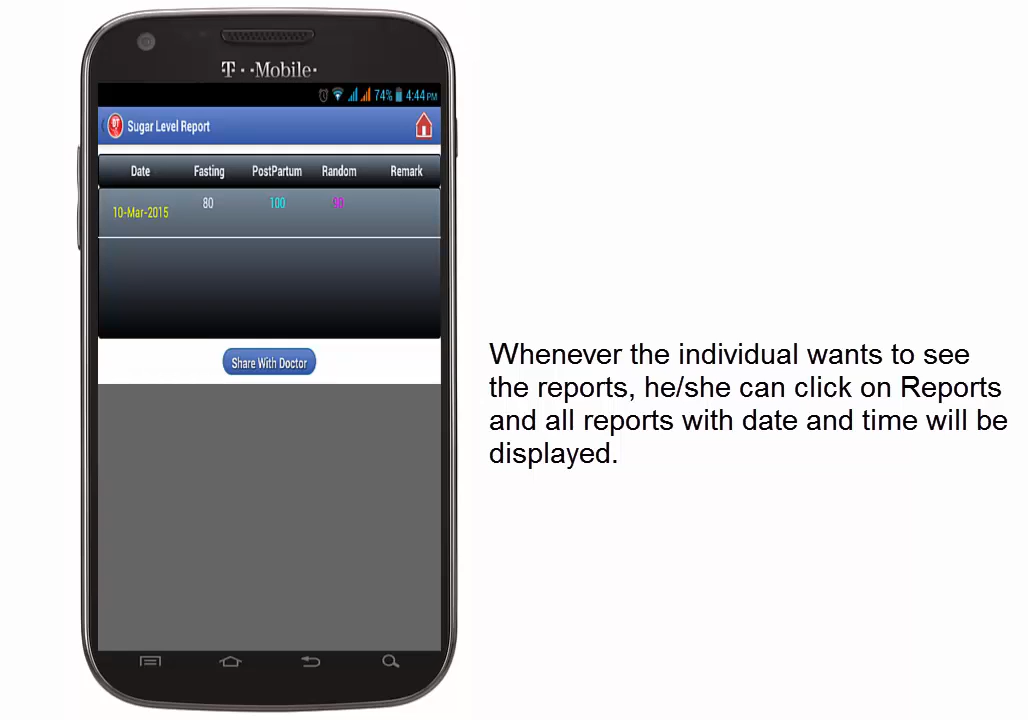 T··Mobile·
74% 4:44 PM
Sugar Level Report
Date Fasting PostPartum Random Remark
10-Mar-2015 80 100 98
Share With Doctor
Whenever the individual wants to see
the reports, he/she can click on Reports
and all reports with date and time will be
displayed.